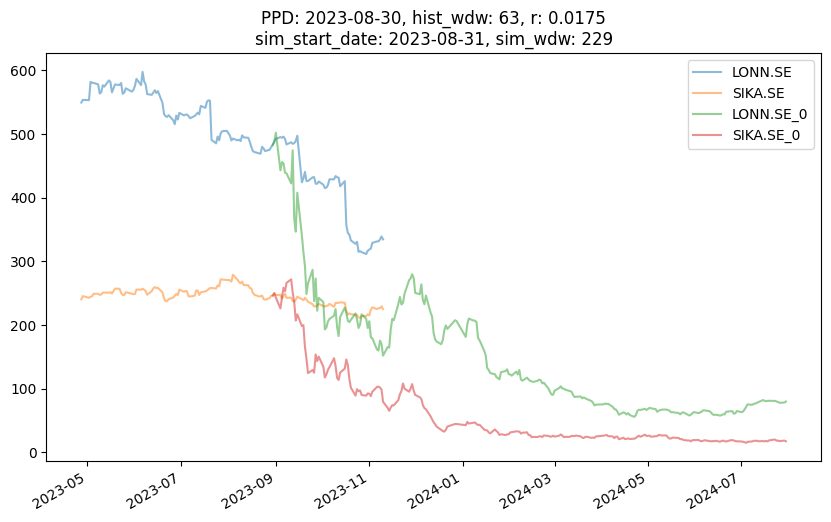 PPD: 2023-08-30, hist_wdw: 63, r: 0.0175
sim_start_date: 2023-08-31, sim_wdw: 229
LONN.SE
SIKA.SE
LONN.SE_0
SIKA.SE_0
600
500
400
300
200
100
0
2023-05
2023-07
2023-09
2023-11
2024-01
2024-03
2024-05
2024-07